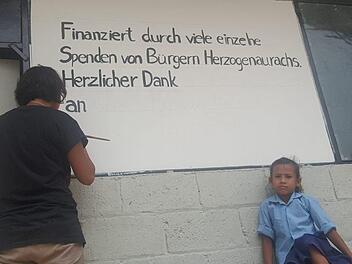 Finanziert durch viele einzelne
Spenden von Bürgern Herzogenaurachs.
Herzlicher Dank
an